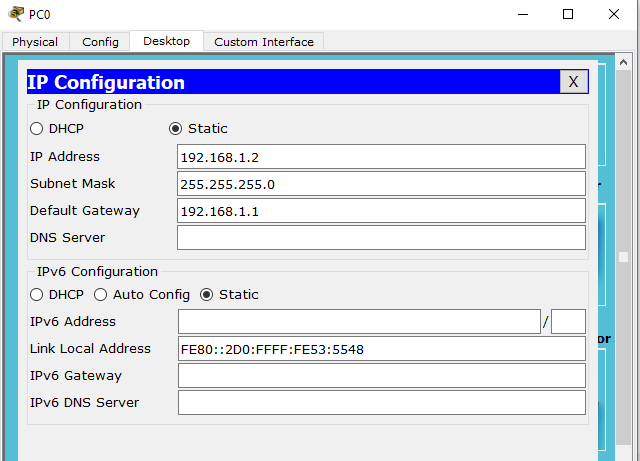 PC0
Physical Config Desktop Custom Interface
IP Configuration X
IP Configuration
DHCP Static
IP Address 192.168.1.2
Subnet Mask 255.255.255.0
Default Gateway 192.168.1.1
DNS Server
IPv6 Configuration
DHCP Auto Config Static
IPv6 Address /
Link Local Address FE80::2D0:FFFF:FE53:5548
IPv6 Gateway
IPv6 DNS Server